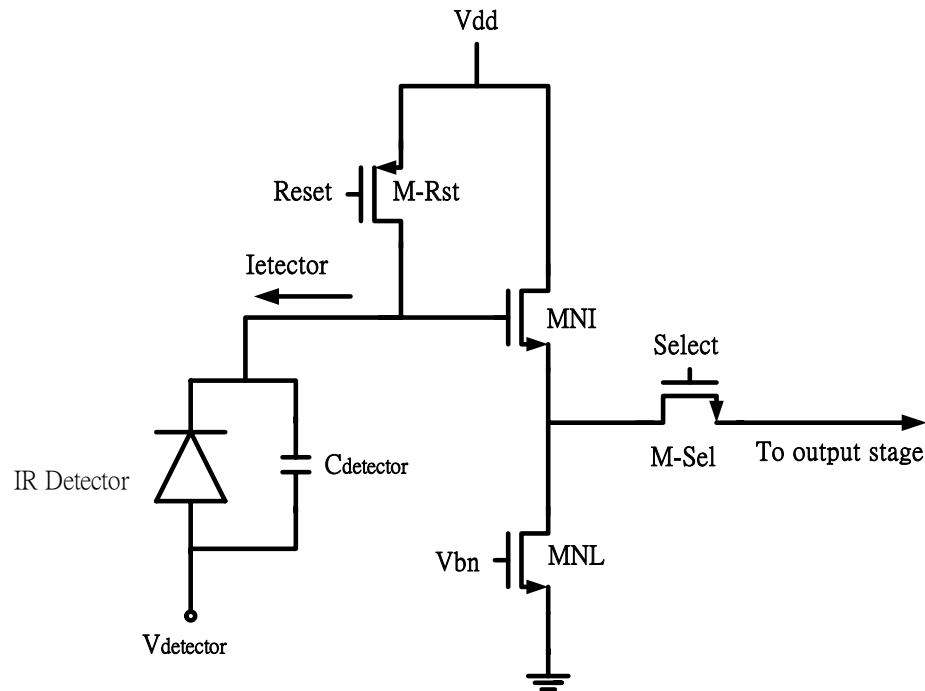 Vdd
Reset
M-Rst
Ietector
MNI
Select
M-Sel
To output stage
IR Detector
Cdetector
Vbn
MNL
Vdetector